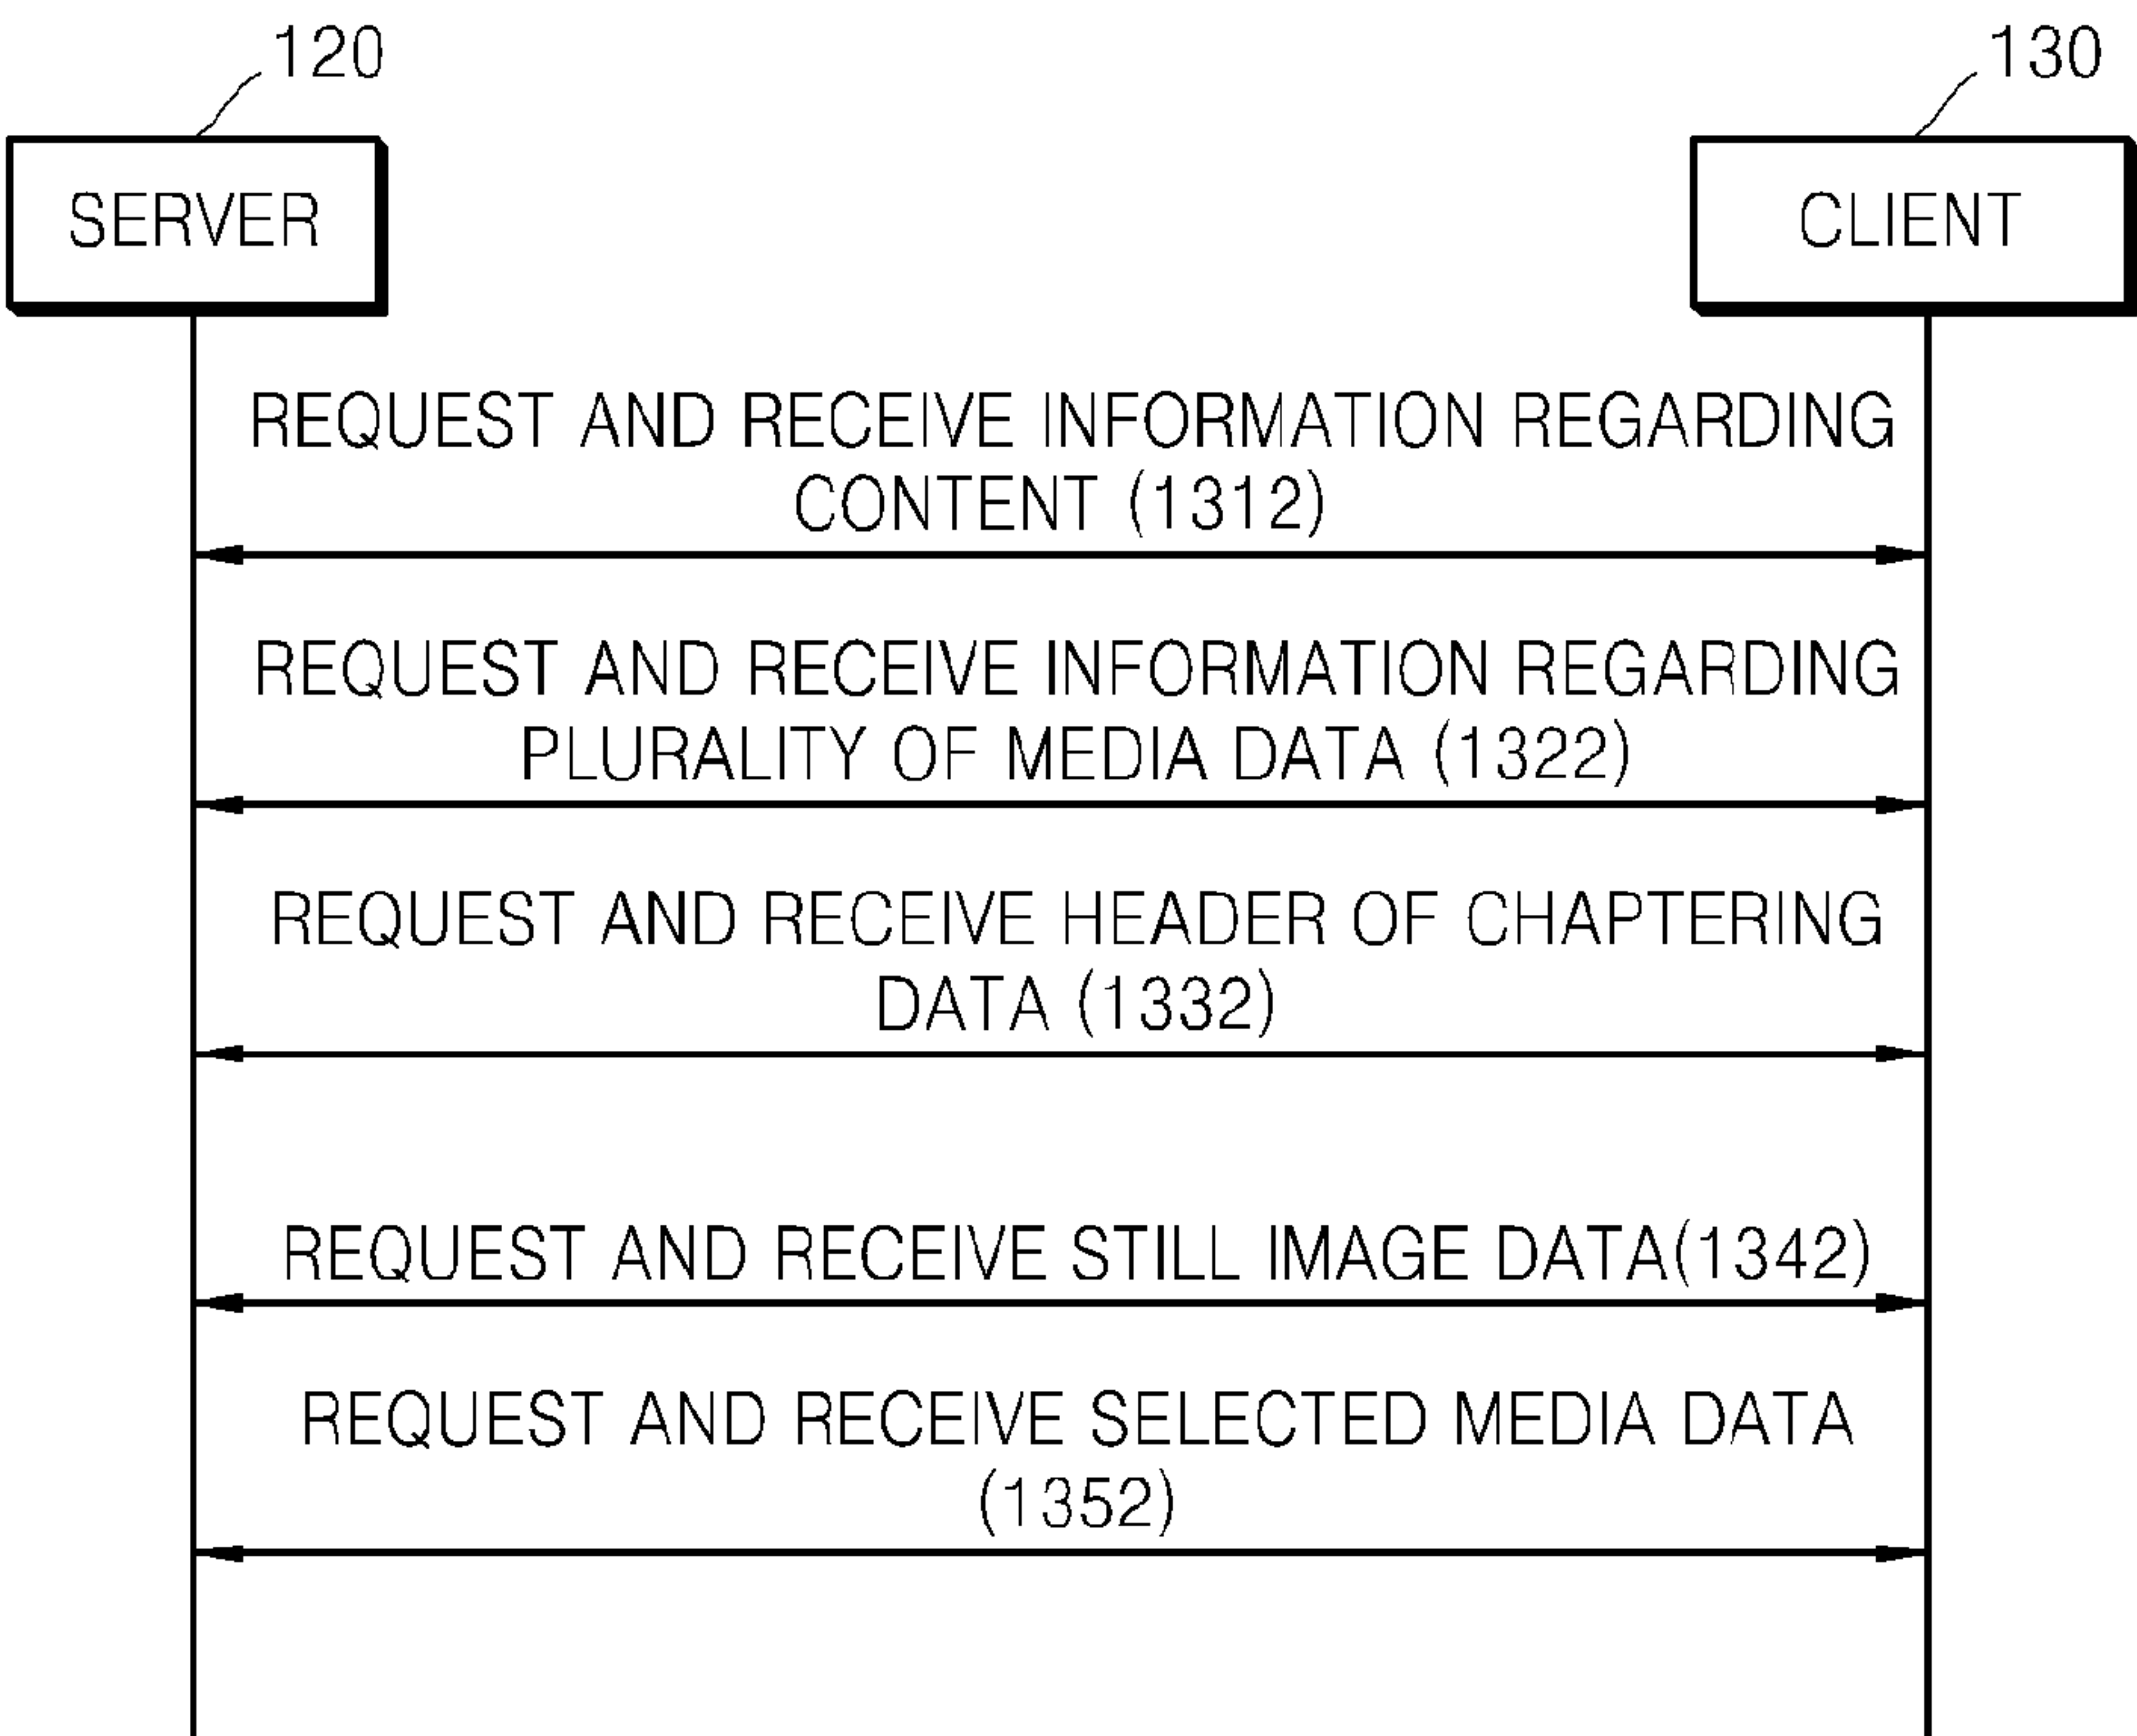 120
130
SERVER
CLIENT
REQUEST AND RECEIVE INFORMATION REGARDING
CONTENT (1312)
REQUEST AND RECEIVE INFORMATION REGARDING
PLURALITY OF MEDIA DATA (1322)
REQUEST AND RECEIVE HEADER OF CHAPTERING
DATA (1332)
REQUEST AND RECEIVE STILL IMAGE DATA(1342)
REQUEST AND RECEIVE SELECTED MEDIA DATA
(1352)